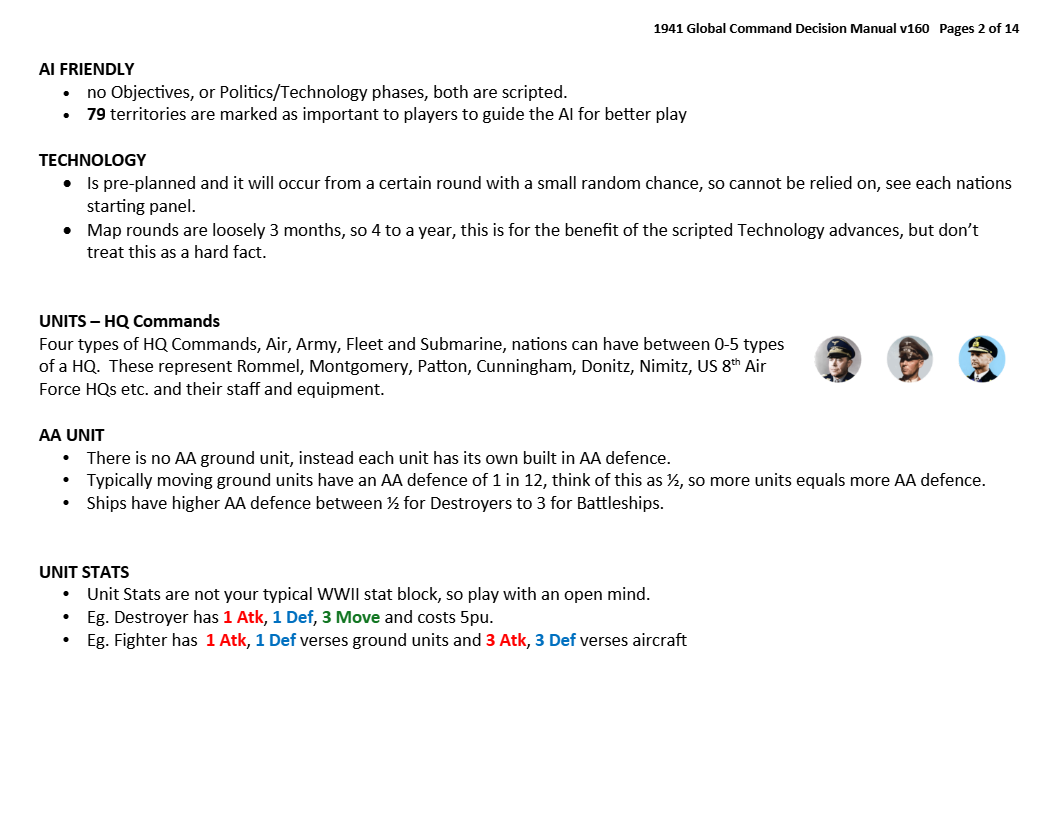 1941 Global Command Decision Manual v160   Pages 2 of 14
AI FRIENDLY
• no Objectives, or Politics/Technology phases, both are scripted.
• 79 territories are marked as important to players to guide the AI for better play
TECHNOLOGY
• Is pre-planned and it will occur from a certain round with a small random chance, so cannot be relied on, see each nations
starting panel.
• Map rounds are loosely 3 months, so 4 to a year, this is for the benefit of the scripted Technology advances, but don’t
treat this as a hard fact.
UNITS – HQ Commands
Four types of HQ Commands, Air, Army, Fleet and Submarine, nations can have between 0-5 types
of a HQ.  These represent Rommel, Montgomery, Patton, Cunningham, Donitz, Nimitz, US 8th Air
Force HQs etc. and their staff and equipment.
AA UNIT
• There is no AA ground unit, instead each unit has its own built in AA defence.
• Typically moving ground units have an AA defence of 1 in 12, think of this as ½, so more units equals more AA defence.
• Ships have higher AA defence between ½ for Destroyers to 3 for Battleships.
UNIT STATS
• Unit Stats are not your typical WWII stat block, so play with an open mind.
• Eg. Destroyer has 1 Atk, 1 Def, 3 Move and costs 5pu.
• Eg. Fighter has  1 Atk, 1 Def verses ground units and 3 Atk, 3 Def verses aircraft